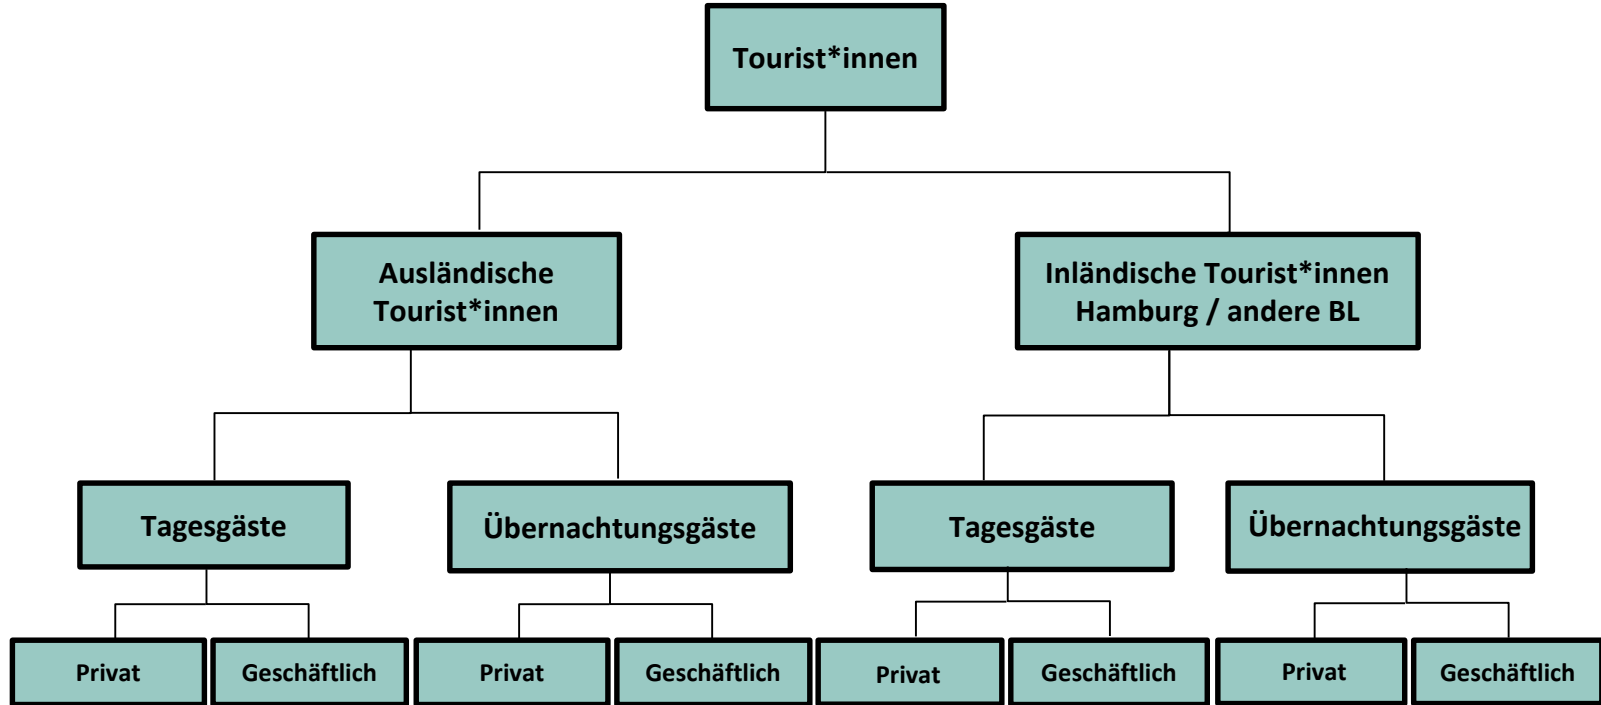 Tourist*innen
Ausländische
Tourist*innen
Inländische Tourist*innen
Hamburg / andere BL
Tagesgäste
Übernachtungsgäste
Tagesgäste
Übernachtungsgäste
Privat
Geschäftlich
Privat
Geschäftlich
Privat
Geschäftlich
Privat
Geschäftlich